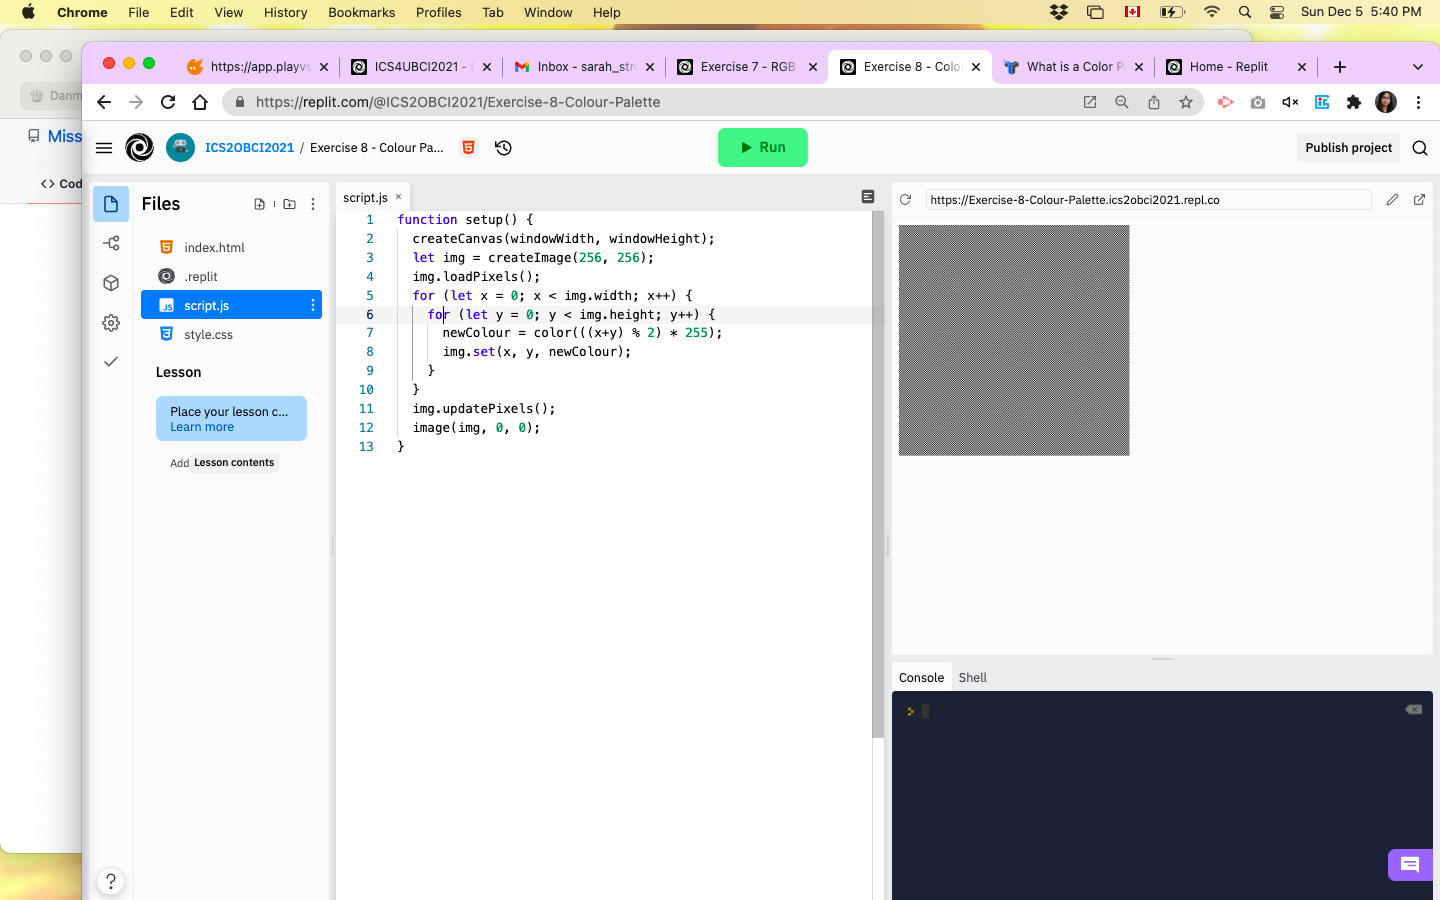 Chrome File Edit View History Bookmarks Profiles Tab Window Help Sun Dec 5 5:40 PM
https://app.playvs ICS4UBCI2021 - Inbox - sarah_str Exercise 7 - RGB Exercise 8 - Colo What is a Color P Home - Replit
Danm
https://replit.com/@ICS2OBCI2021/Exercise-8-Colour-Palette
Miss
ICS2OBCI2021 / Exercise 8 - Colour Pa... Run Publish project
<> Cod
Files
index.html
.replit
script.js
style.css
Lesson
Place your lesson c...
Learn more
Add Lesson contents
script.js
1 function setup() {
2 createCanvas(windowWidth, windowHeight);
3 let img = createImage(256, 256);
4 img.loadPixels();
5 for (let x = 0; x < img.width; x++) {
6 for (let y = 0; y < img.height; y++) {
7 newColour = color(((x+y) % 2) * 255);
8 img.set(x, y, newColour);
9 }
10 }
11 img.updatePixels();
12 image(img, 0, 0);
13 }
https://Exercise-8-Colour-Palette.ics2obci2021.repl.co
Console Shell
>
?